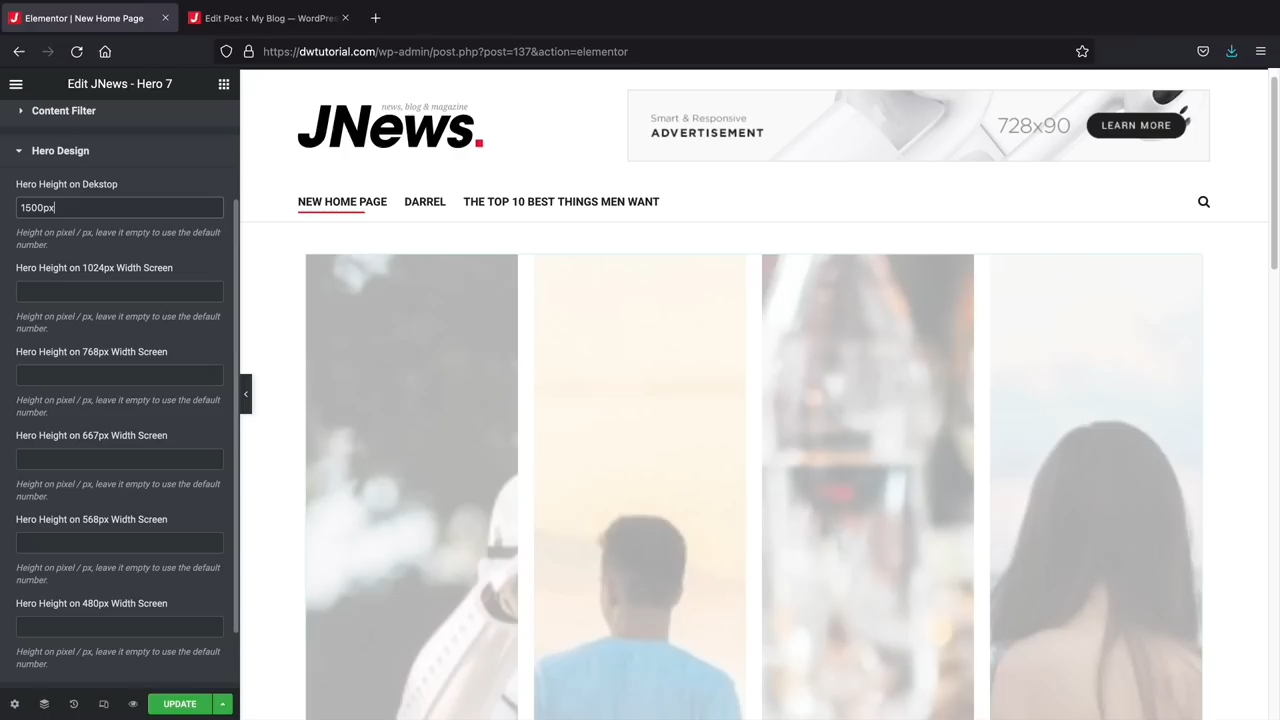 Elementor | New Home Page
Edit Post ‹ My Blog — WordPres
https://dwtutorial.com/wp-admin/post.php?post=137&action=elementor
Edit JNews - Hero 7
Content Filter
Hero Design
Hero Height on Dekstop
1500px
Height on pixel / px, leave it empty to use the default
number.
Hero Height on 1024px Width Screen
Height on pixel / px, leave it empty to use the default
number.
Hero Height on 768px Width Screen
Height on pixel / px, leave it empty to use the default
number.
Hero Height on 667px Width Screen
Height on pixel / px, leave it empty to use the default
number.
Hero Height on 568px Width Screen
Height on pixel / px, leave it empty to use the default
number.
Hero Height on 480px Width Screen
Height on pixel / px, leave it empty to use the default
number.
UPDATE
news, blog & magazine
JNews.
Smart & Responsive
ADVERTISEMENT
728x90
LEARN MORE
NEW HOME PAGE
DARREL
THE TOP 10 BEST THINGS MEN WANT